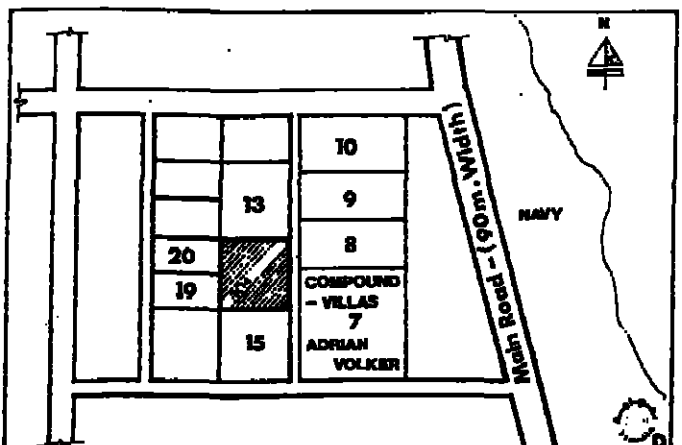 N
10
Main Road - (90m. Width)
13
9
NAVY
8
20
COMPOUND
- VILLAS
19
7
15
ADRIAN
VOLKER